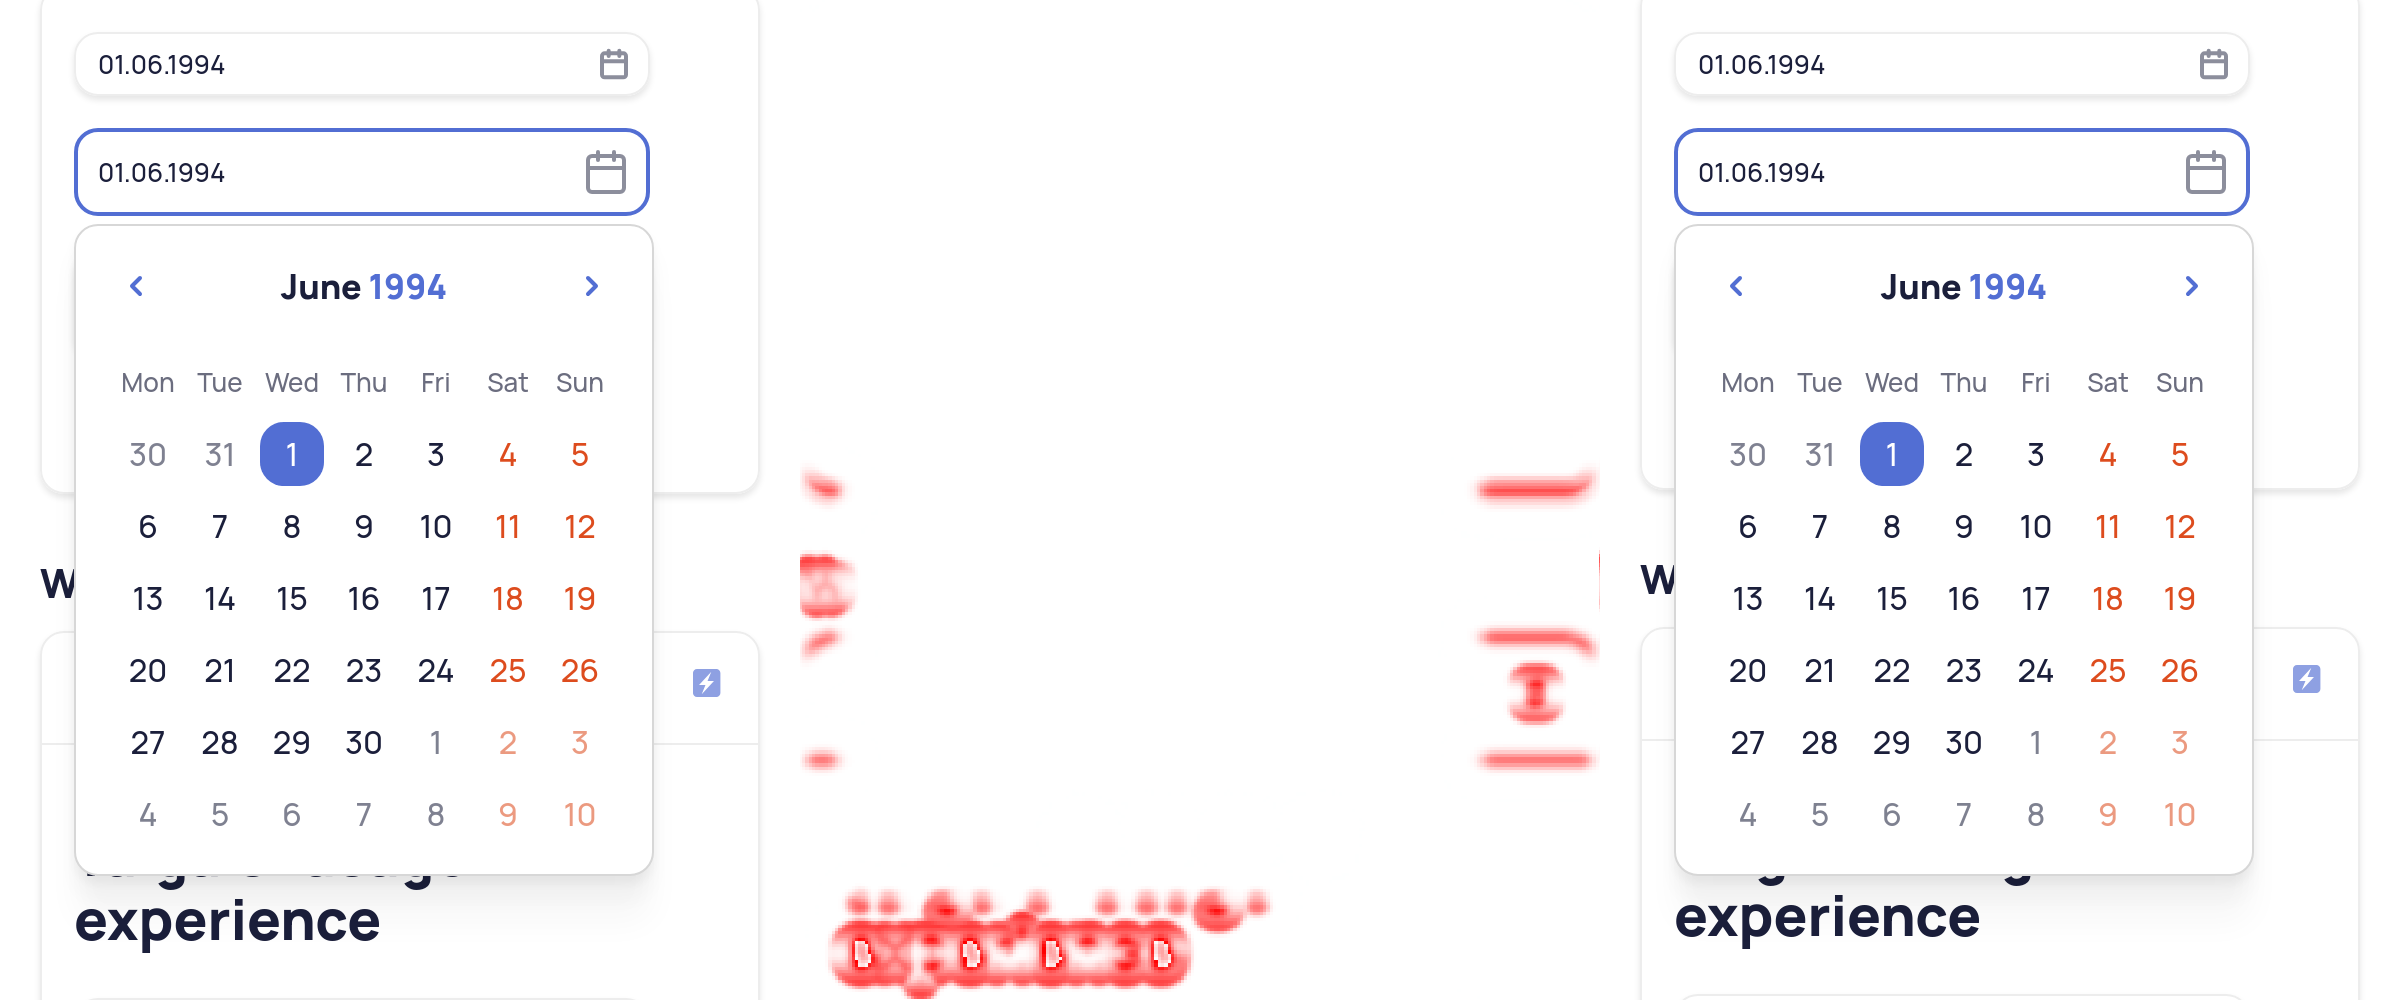 01.06.1994
01.06.1994
June 1994
Mon Tue Wed Thu Fri Sat Sun
30 31 1 2 3 4 5
6 7 8 9 10 11 12
13 14 15 16 17 18 19
20 21 22 23 24 25 26
27 28 29 30 1 2 3
4 5 6 7 8 9 10
experience
01.06.1994
01.06.1994
June 1994
Mon Tue Wed Thu Fri Sat Sun
30 31 1 2 3 4 5
6 7 8 9 10 11 12
13 14 15 16 17 18 19
20 21 22 23 24 25 26
27 28 29 30 1 2 3
4 5 6 7 8 9 10
experience